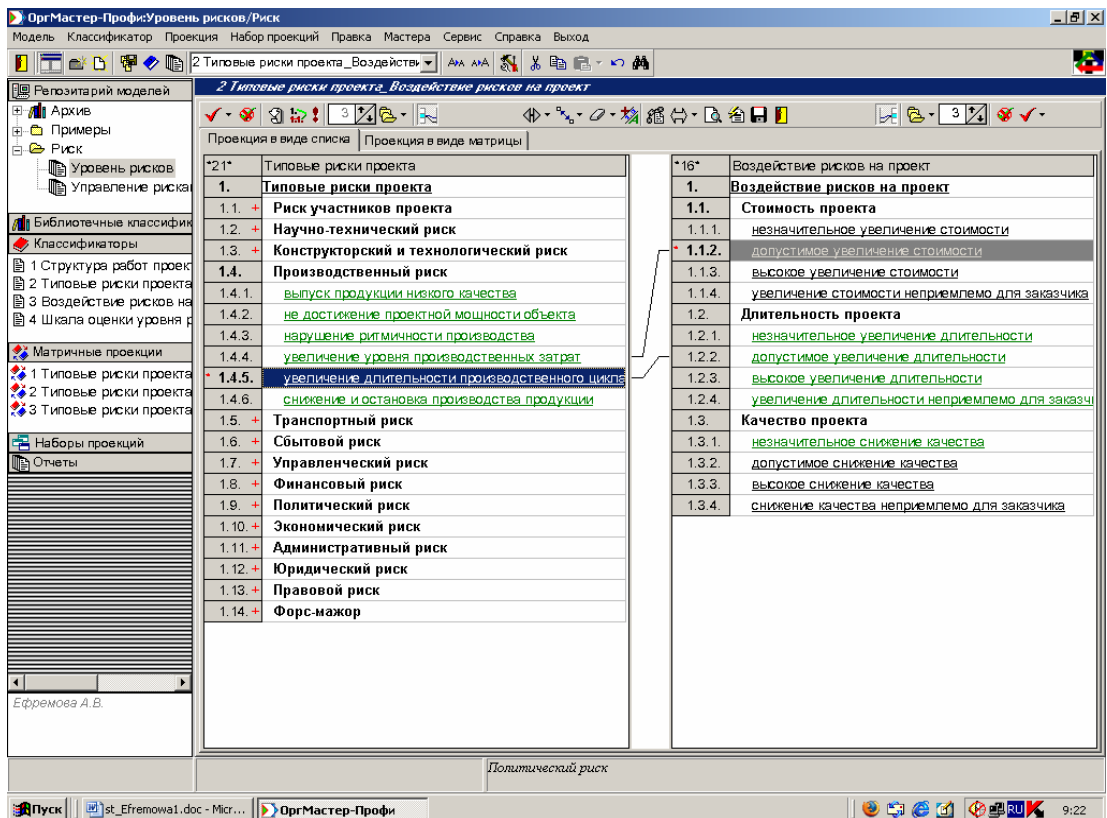 ОргМастер-Профи:Уровень рисков/Риск
Модель Классификатор Проекция Набор проекций Правка Мастера Сервис Справка Выход
2 Типовые риски проекта_Воздействи
Репозитарий моделей
Архив
Примеры
Риск
Уровень рисков
Управление риска
Библиотечные классифик
Классификаторы
1 Структура работ проек
2 Типовые риски проекта
3 Воздействие рисков на
4 Шкала оценки уровня р
Матричные проекции
1 Типовые риски проекта
2 Типовые риски проекта
3 Типовые риски проекта
Наборы проекций
Отчеты
Ефремова А.В.
2 Типовые риски проекта_Воздействие рисков на проект
3
3
Проекция в виде списка Проекция в виде матрицы
*21* Типовые риски проекта
1. Типовые риски проекта
1.1. + Риск участников проекта
1.2. + Научно-технический риск
1.3. + Конструкторский и технологический риск
1.4. Производственный риск
1.4.1. выпуск продукции низкого качества
1.4.2. не достижение проектной мощности объекта
1.4.3. нарушение ритмичности производства
1.4.4. увеличение уровня производственных затрат
* 1.4.5. увеличение длительности производственного цикла
1.4.6. снижение и остановка производства продукции
1.5. + Транспортный риск
1.6. + Сбытовой риск
1.7. + Управленческий риск
1.8. + Финансовый риск
1.9. + Политический риск
1.10. + Экономический риск
1.11. + Административный риск
1.12. + Юридический риск
1.13. + Правовой риск
1.14. + Форс-мажор
*16* Воздействие рисков на проект
1. Воздействие рисков на проект
1.1. Стоимость проекта
1.1.1. незначительное увеличение стоимости
* 1.1.2. допустимое увеличение стоимости
1.1.3. высокое увеличение стоимости
1.1.4. увеличение стоимости неприемлемо для заказчика
1.2. Длительность проекта
1.2.1. незначительное увеличение длительности
1.2.2. допустимое увеличение длительности
1.2.3. высокое увеличение длительности
1.2.4. увеличение длительности неприемлемо для заказч
1.3. Качество проекта
1.3.1. незначительное снижение качества
1.3.2. допустимое снижение качества
1.3.3. высокое снижение качества
1.3.4. снижение качества неприемлемо для заказчика
Политический риск
Пуск st_Efremowa1.doc - Micr... ОргМастер-Профи RU 9:22